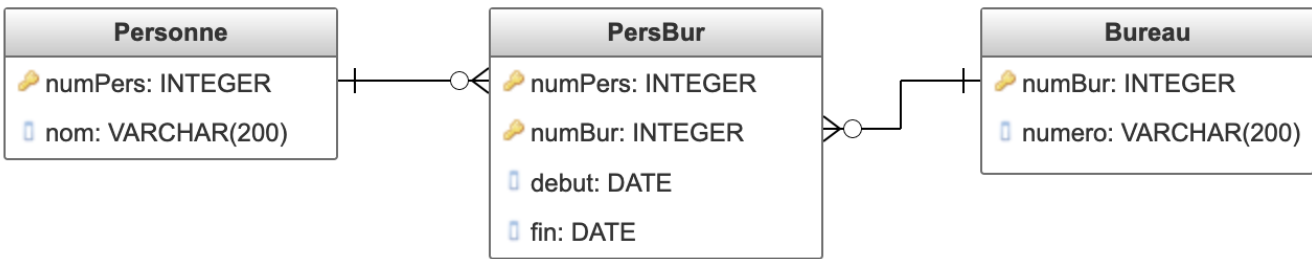 Personne
numPers: INTEGER
nom: VARCHAR(200)
PersBur
numPers: INTEGER
numBur: INTEGER
debut: DATE
fin: DATE
Bureau
numBur: INTEGER
numero: VARCHAR(200)